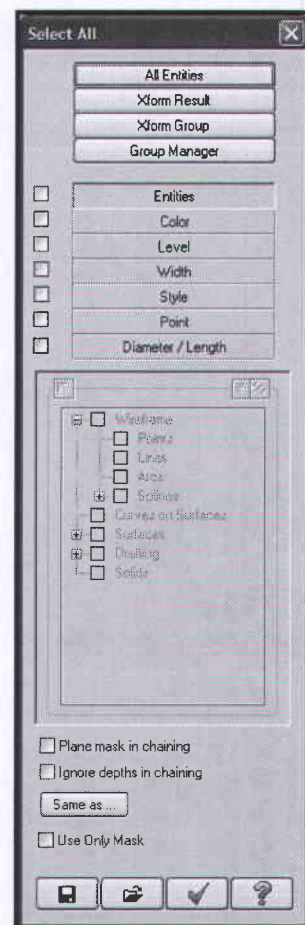 Select All
All Entities
Xform Result
Xform Group
Group Manager
Entities
Color
Level
Width
Style
Point
Diameter / Length
Wireframe
Points
Lines
Arcs
Splines
Curves on Surfaces
Surfaces
Drafting
Solids
Plane mask in chaining
Ignore depths in chaining
Same as ...
Use Only Mask